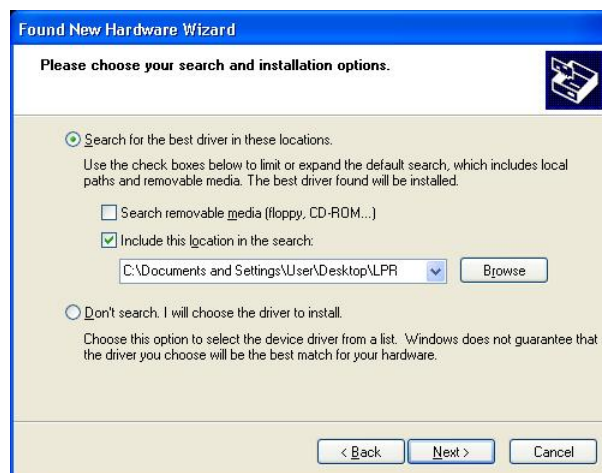 Found New Hardware Wizard
Please choose your search and installation options.
Search for the best driver in these locations.
Use the check boxes below to limit or expand the default search, which includes local
paths and removable media. The best driver found will be installed.
Search removable media (floppy, CD-ROM...)
Include this location in the search:
C:\Documents and Settings\User\Desktop\LPR
Browse
Don't search. I will choose the driver to install.
Choose this option to select the device driver from a list. Windows does not guarantee that
the driver you choose will be the best match for your hardware.
< Back
Next >
Cancel